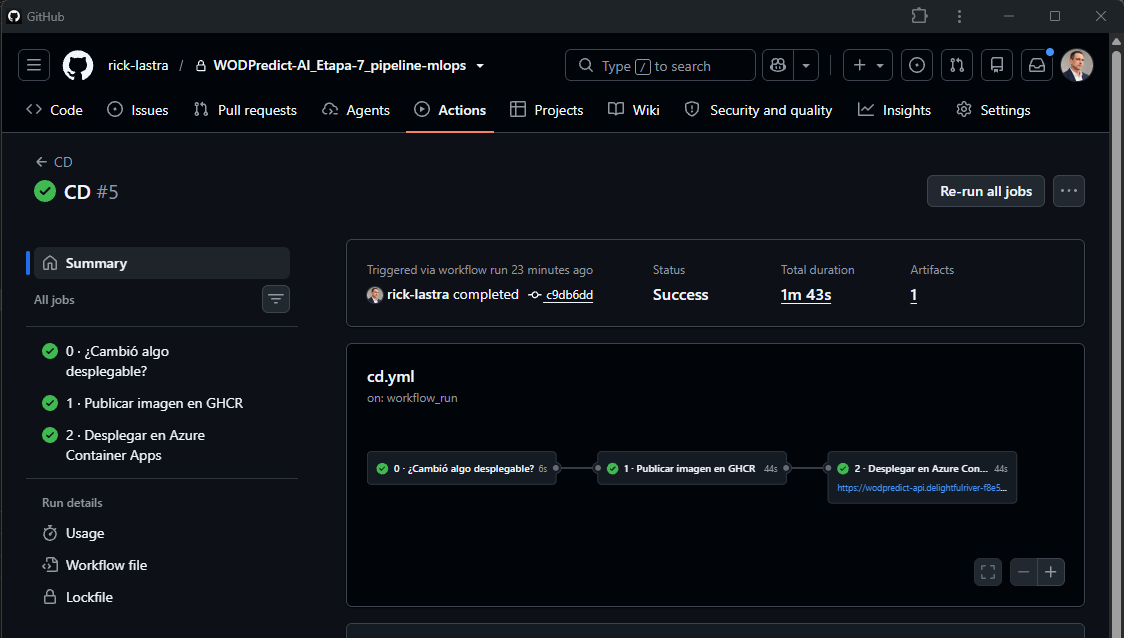 GitHub
rick-lastra / WODPredict-AI_Etapa-7_pipeline-mlops
Type / to search
Code
Issues
Pull requests
Agents
Actions
Projects
Wiki
Security and quality
Insights
Settings
CD
CD #5
Re-run all jobs
Summary
All jobs
0 · ¿Cambió algo
desplegable?
1 · Publicar imagen en GHCR
2 · Desplegar en Azure
Container Apps
Run details
Usage
Workflow file
Lockfile
Triggered via workflow run 23 minutes ago
rick-lastra completed c9db6dd
Status
Success
Total duration
1m 43s
Artifacts
1
cd.yml
on: workflow_run
0 · ¿Cambió algo desplegable? 6s
1 · Publicar imagen en GHCR 44s
2 · Desplegar en Azure Con... 44s
https://wodpredict-api.delightfulriver-f8e5...